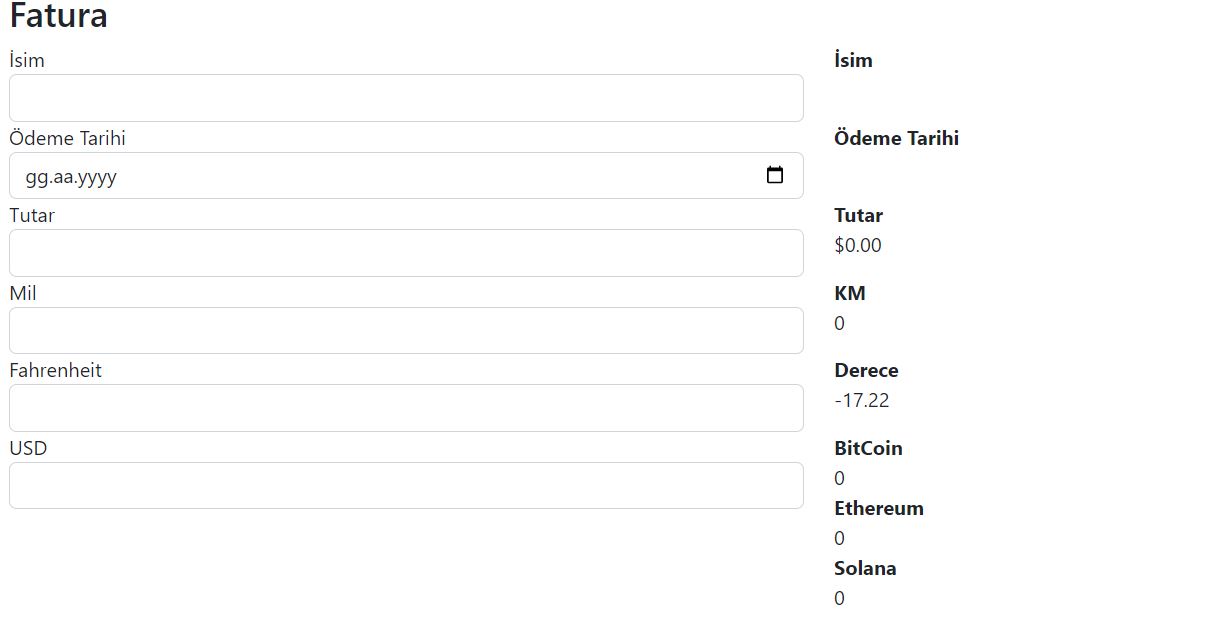 Fatura
İsim
İsim
Ödeme Tarihi
Ödeme Tarihi
gg.aa.yyyy
Tutar
Tutar
$0.00
Mil
KM
0
Fahrenheit
Derece
-17.22
USD
BitCoin
0
Ethereum
0
Solana
0